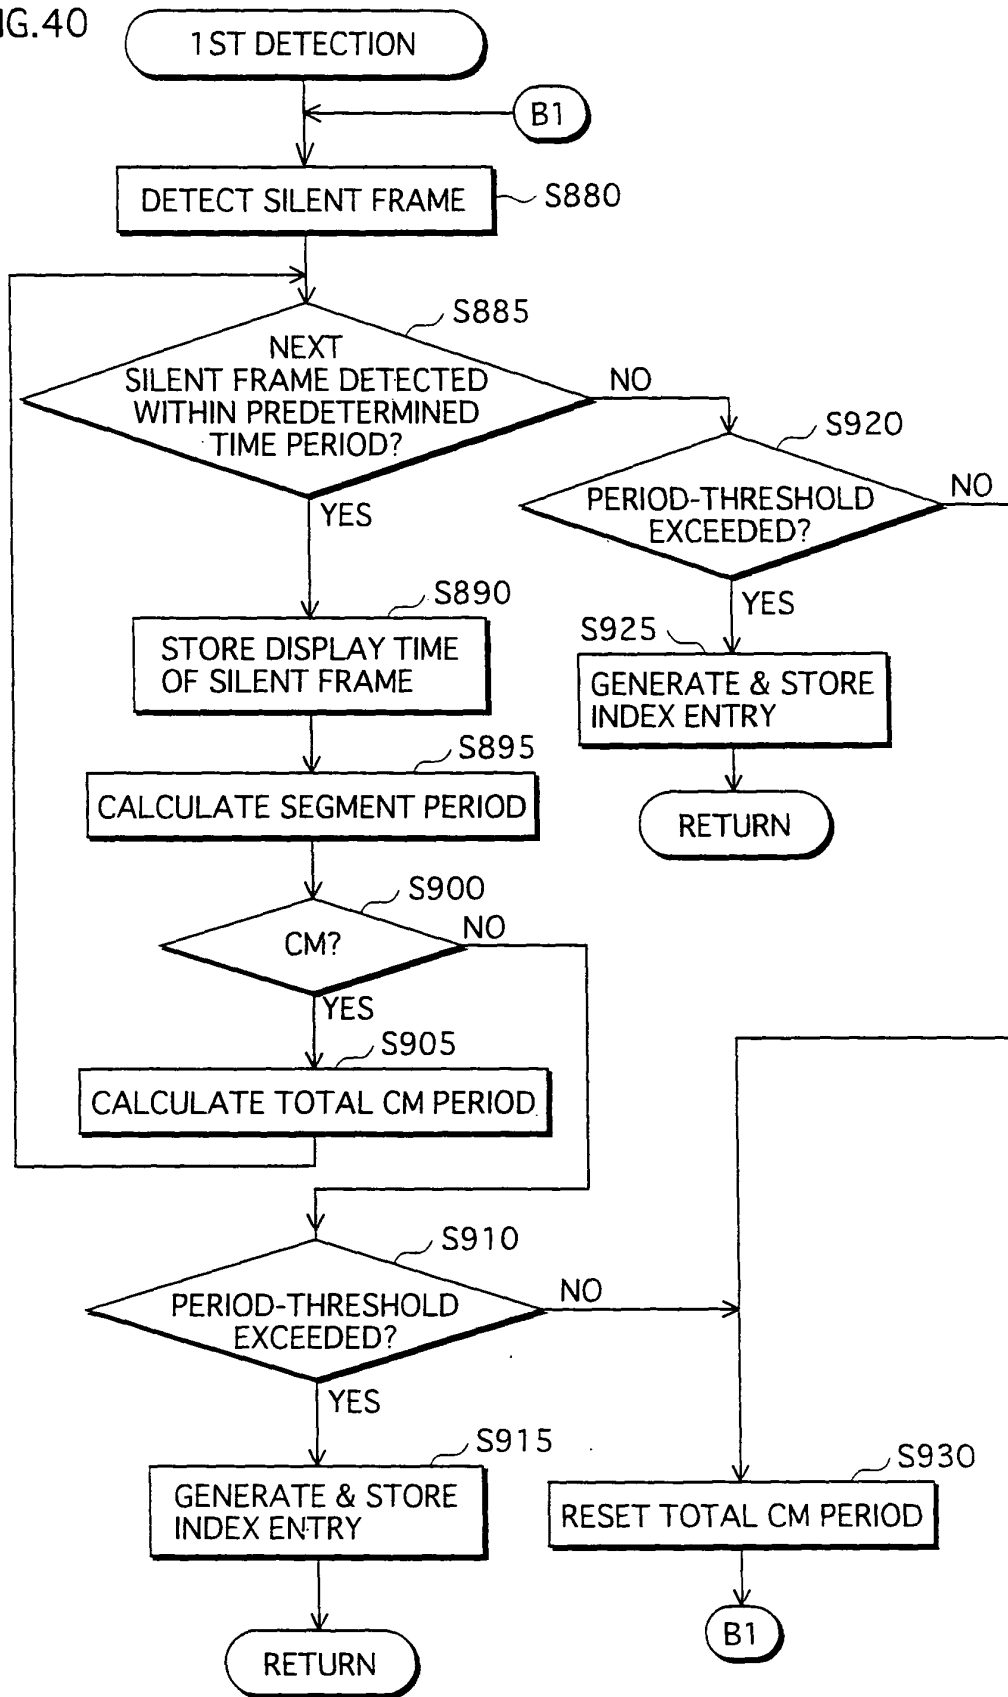 IG.40
1ST DETECTION
B1
DETECT SILENT FRAME
S880
S885
NEXT
SILENT FRAME DETECTED
WITHIN PREDETERMINED
TIME PERIOD?
NO
YES
S920
PERIOD-THRESHOLD
EXCEEDED?
NO
YES
S890
STORE DISPLAY TIME
OF SILENT FRAME
S925
GENERATE & STORE
INDEX ENTRY
RETURN
S895
CALCULATE SEGMENT PERIOD
S900
CM?
NO
YES
S905
CALCULATE TOTAL CM PERIOD
S910
PERIOD-THRESHOLD
EXCEEDED?
NO
YES
S915
GENERATE & STORE
INDEX ENTRY
RETURN
S930
RESET TOTAL CM PERIOD
B1